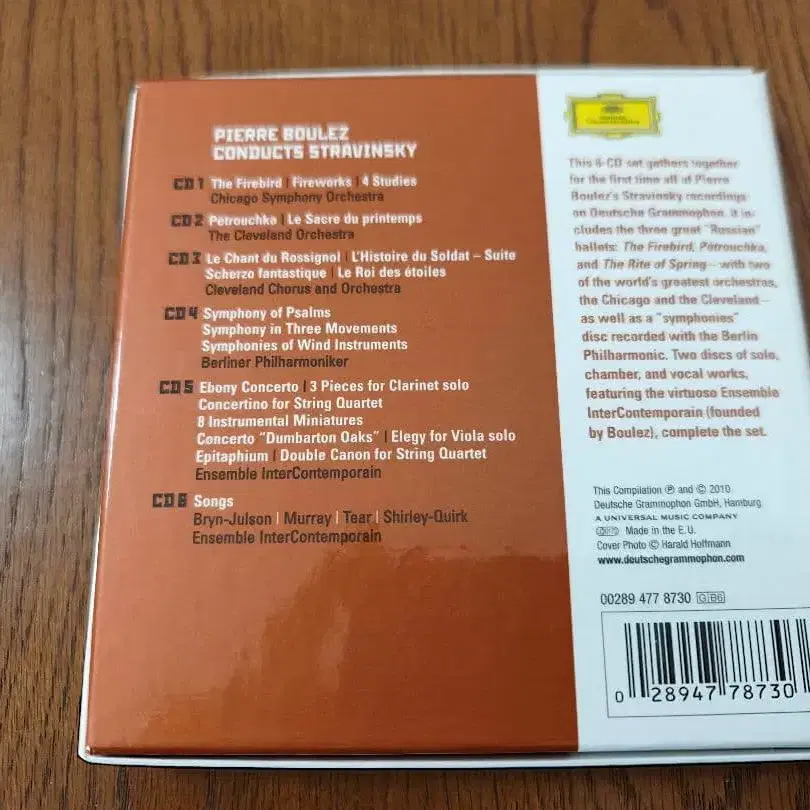 PIERRE BOULEZ
CONDUCTS STRAVINSKY
CD 1 The Firebird | Fireworks | 4 Studies
Chicago Symphony Orchestra
CD 2 Petrouchka | Le Sacre du printemps
The Cleveland Orchestra
CD 3 Le Chant du Rossignol | L'Histoire du Soldat – Suite
Scherzo fantastique | Le Roi des étoiles
Cleveland Chorus and Orchestra
CD 4 Symphony of Psalms
Symphony in Three Movements
Symphonies of Wind Instruments
Berliner Philharmoniker
CD 5 Ebony Concerto | 3 Pieces for Clarinet solo
Concertino for String Quartet
8 Instrumental Miniatures
Concerto "Dumbarton Oaks" | Elegy for Viola solo
Epitaphium | Double Canon for String Quartet
Ensemble InterContemporain
CD 6 Songs
Bryn-Julson | Murray | Tear | Shirley-Quirk
Ensemble InterContemporain
Deutsche
Grammophon
This 6-CD set gathers together
for the first time all of Pierre
Boulez's Stravinsky recordings
on Deutsche Grammophon. It in-
cludes the three great "Russian"
ballets: The Firebird, Pétrouchka,
and The Rite of Spring – with two
of the world's greatest orchestras,
the Chicago and the Cleveland –
as well as a "symphonies"
disc recorded with the Berlin
Philharmonic. Two discs of solo,
chamber, and vocal works,
featuring the virtuoso Ensemble
InterContemporain (founded
by Boulez), complete the set.
This Compilation ℗ and © 2010
Deutsche Grammophon GmbH, Hamburg
A UNIVERSAL MUSIC COMPANY
Made in the E.U.
Cover Photo © Harald Hoffmann
www.deutschegrammophon.com
00289 477 8730 GB6
0 28947 78730